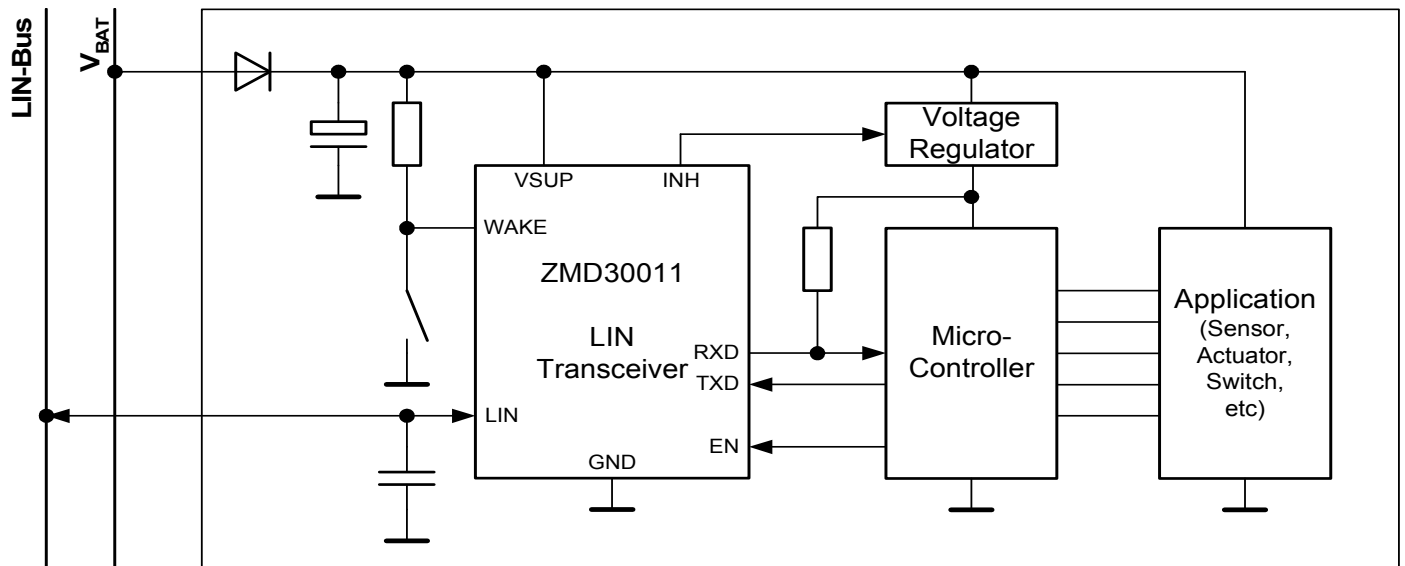 LIN-Bus
VBAT
Voltage
Regulator
VSUP
INH
WAKE
ZMD30011
LIN
Transceiver
RXD
TXD
LIN
EN
GND
Micro-
Controller
Application
(Sensor,
Actuator,
Switch,
etc)